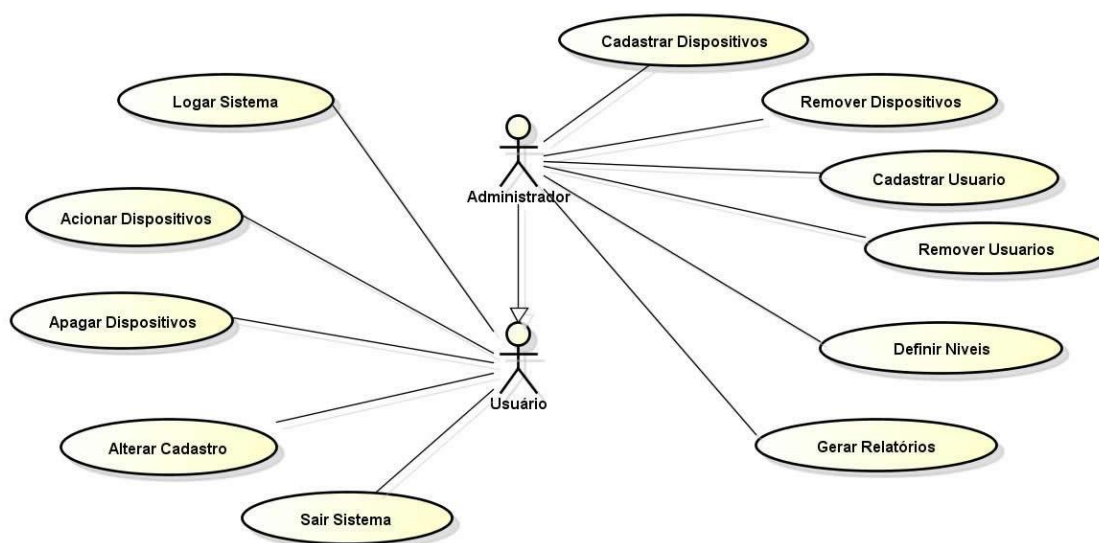 Cadastrar Dispositivos
Logar Sistema
Remover Dispositivos
Cadastrar Usuario
Administrador
Acionar Dispositivos
Remover Usuarios
Apagar Dispositivos
Definir Niveis
Usuário
Alterar Cadastro
Gerar Relatórios
Sair Sistema